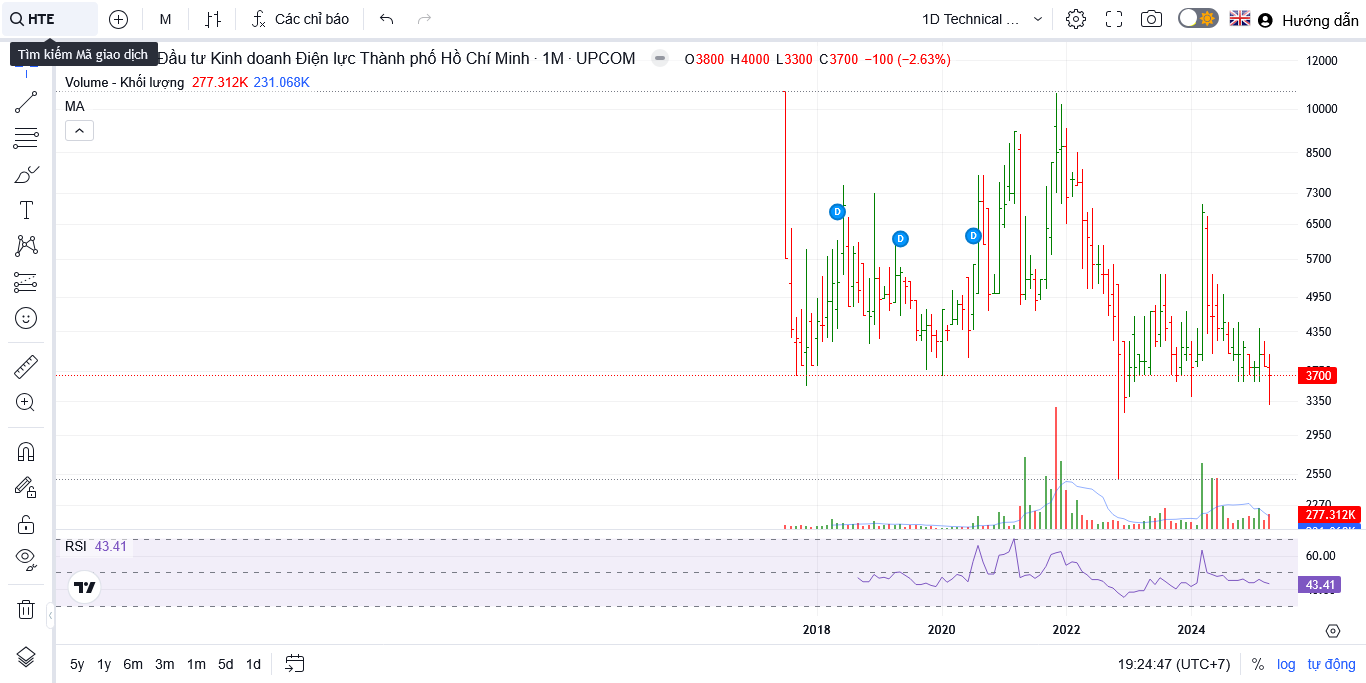 HTE
M
Các chỉ báo
1D Technical ...
Hướng dẫn
Tìm kiếm Mã giao dịch
Đầu tư Kinh doanh Điện lực Thành phố Hồ Chí Minh · 1M · UPCOM
O3800 H4000 L3300 C3700 −100 (−2.63%)
Volume - Khối lượng 277.312K 231.068K
MA
12000
10000
8500
7300
D
6500
D
D
5700
4950
4350
3700
3350
2950
2550
2270
277.312K
RSI 43.41
60.00
43.41
2018
2020
2022
2024
5y 1y 6m 3m 1m 5d 1d
19:24:47 (UTC+7)
%
log
tự động